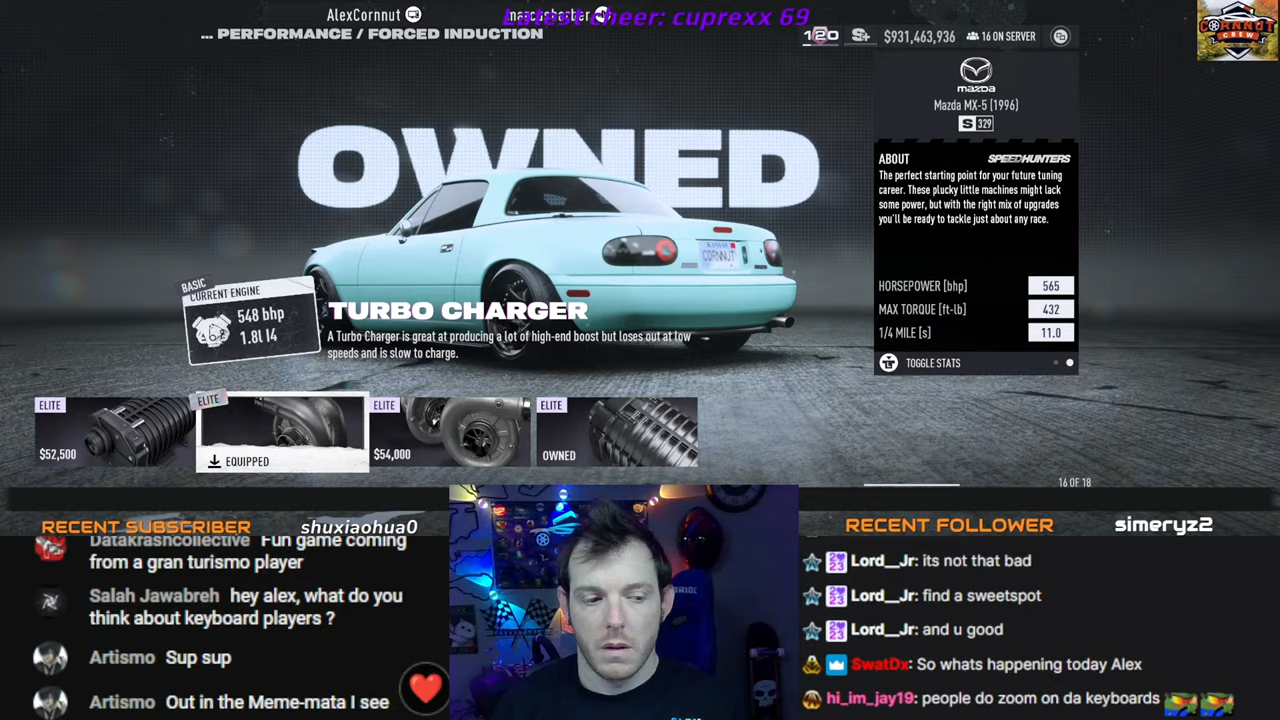 AlexCornnut
Latest cheer: cuprexx 69
... PERFORMANCE / FORCED INDUCTION
120
S+
$931,463,936
16 ON SERVER
CORNNUT
CREW
mazda
Mazda MX-5 (1996)
S 329
OWNED
ABOUT
SPEEDHUNTERS
The perfect starting point for your future tuning
career. These plucky little machines might lack
some power, but with the right mix of upgrades
you'll be ready to tackle just about any race.
HORSEPOWER [bhp] 565
MAX TORQUE [ft-lb] 432
1/4 MILE [s] 11.0
TOGGLE STATS
KANSAS
CORNNUT
BASIC
CURRENT ENGINE
548 bhp
1.8l I4
TURBO CHARGER
A Turbo Charger is great at producing a lot of high-end boost but loses out at low
speeds and is slow to charge.
ELITE
$52,500
ELITE
EQUIPPED
ELITE
$54,000
ELITE
OWNED
16 OF 18
RECENT SUBSCRIBER shuxiaohua0
Datakrashcollective Fun game coming
from a gran turismo player
Salah Jawabreh hey alex, what do you
think about keyboard players ?
Artismo Sup sup
Artismo Out in the Meme-mata I see
BRIDE
RECENT FOLLOWER simeryz2
Lord__Jr: its not that bad
Lord__Jr: find a sweetspot
Lord__Jr: and u good
SwatDx: So whats happening today Alex
hi_im_jay19: people do zoom on da keyboards